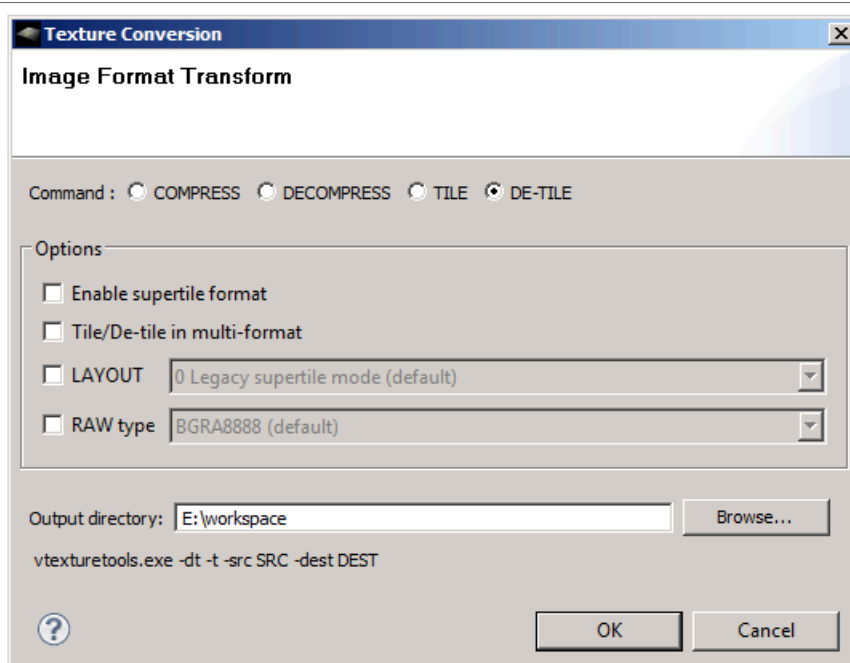 Texture Conversion
Image Format Transform
Command : COMPRESS DECOMPRESS TILE DE-TILE
Options
Enable supertile format
Tile/De-tile in multi-format
LAYOUT 0 Legacy supertile mode (default)
RAW type BGRA8888 (default)
Output directory: E:\workspace Browse...
vtexturetools.exe -dt -t -src SRC -dest DEST
? OK Cancel